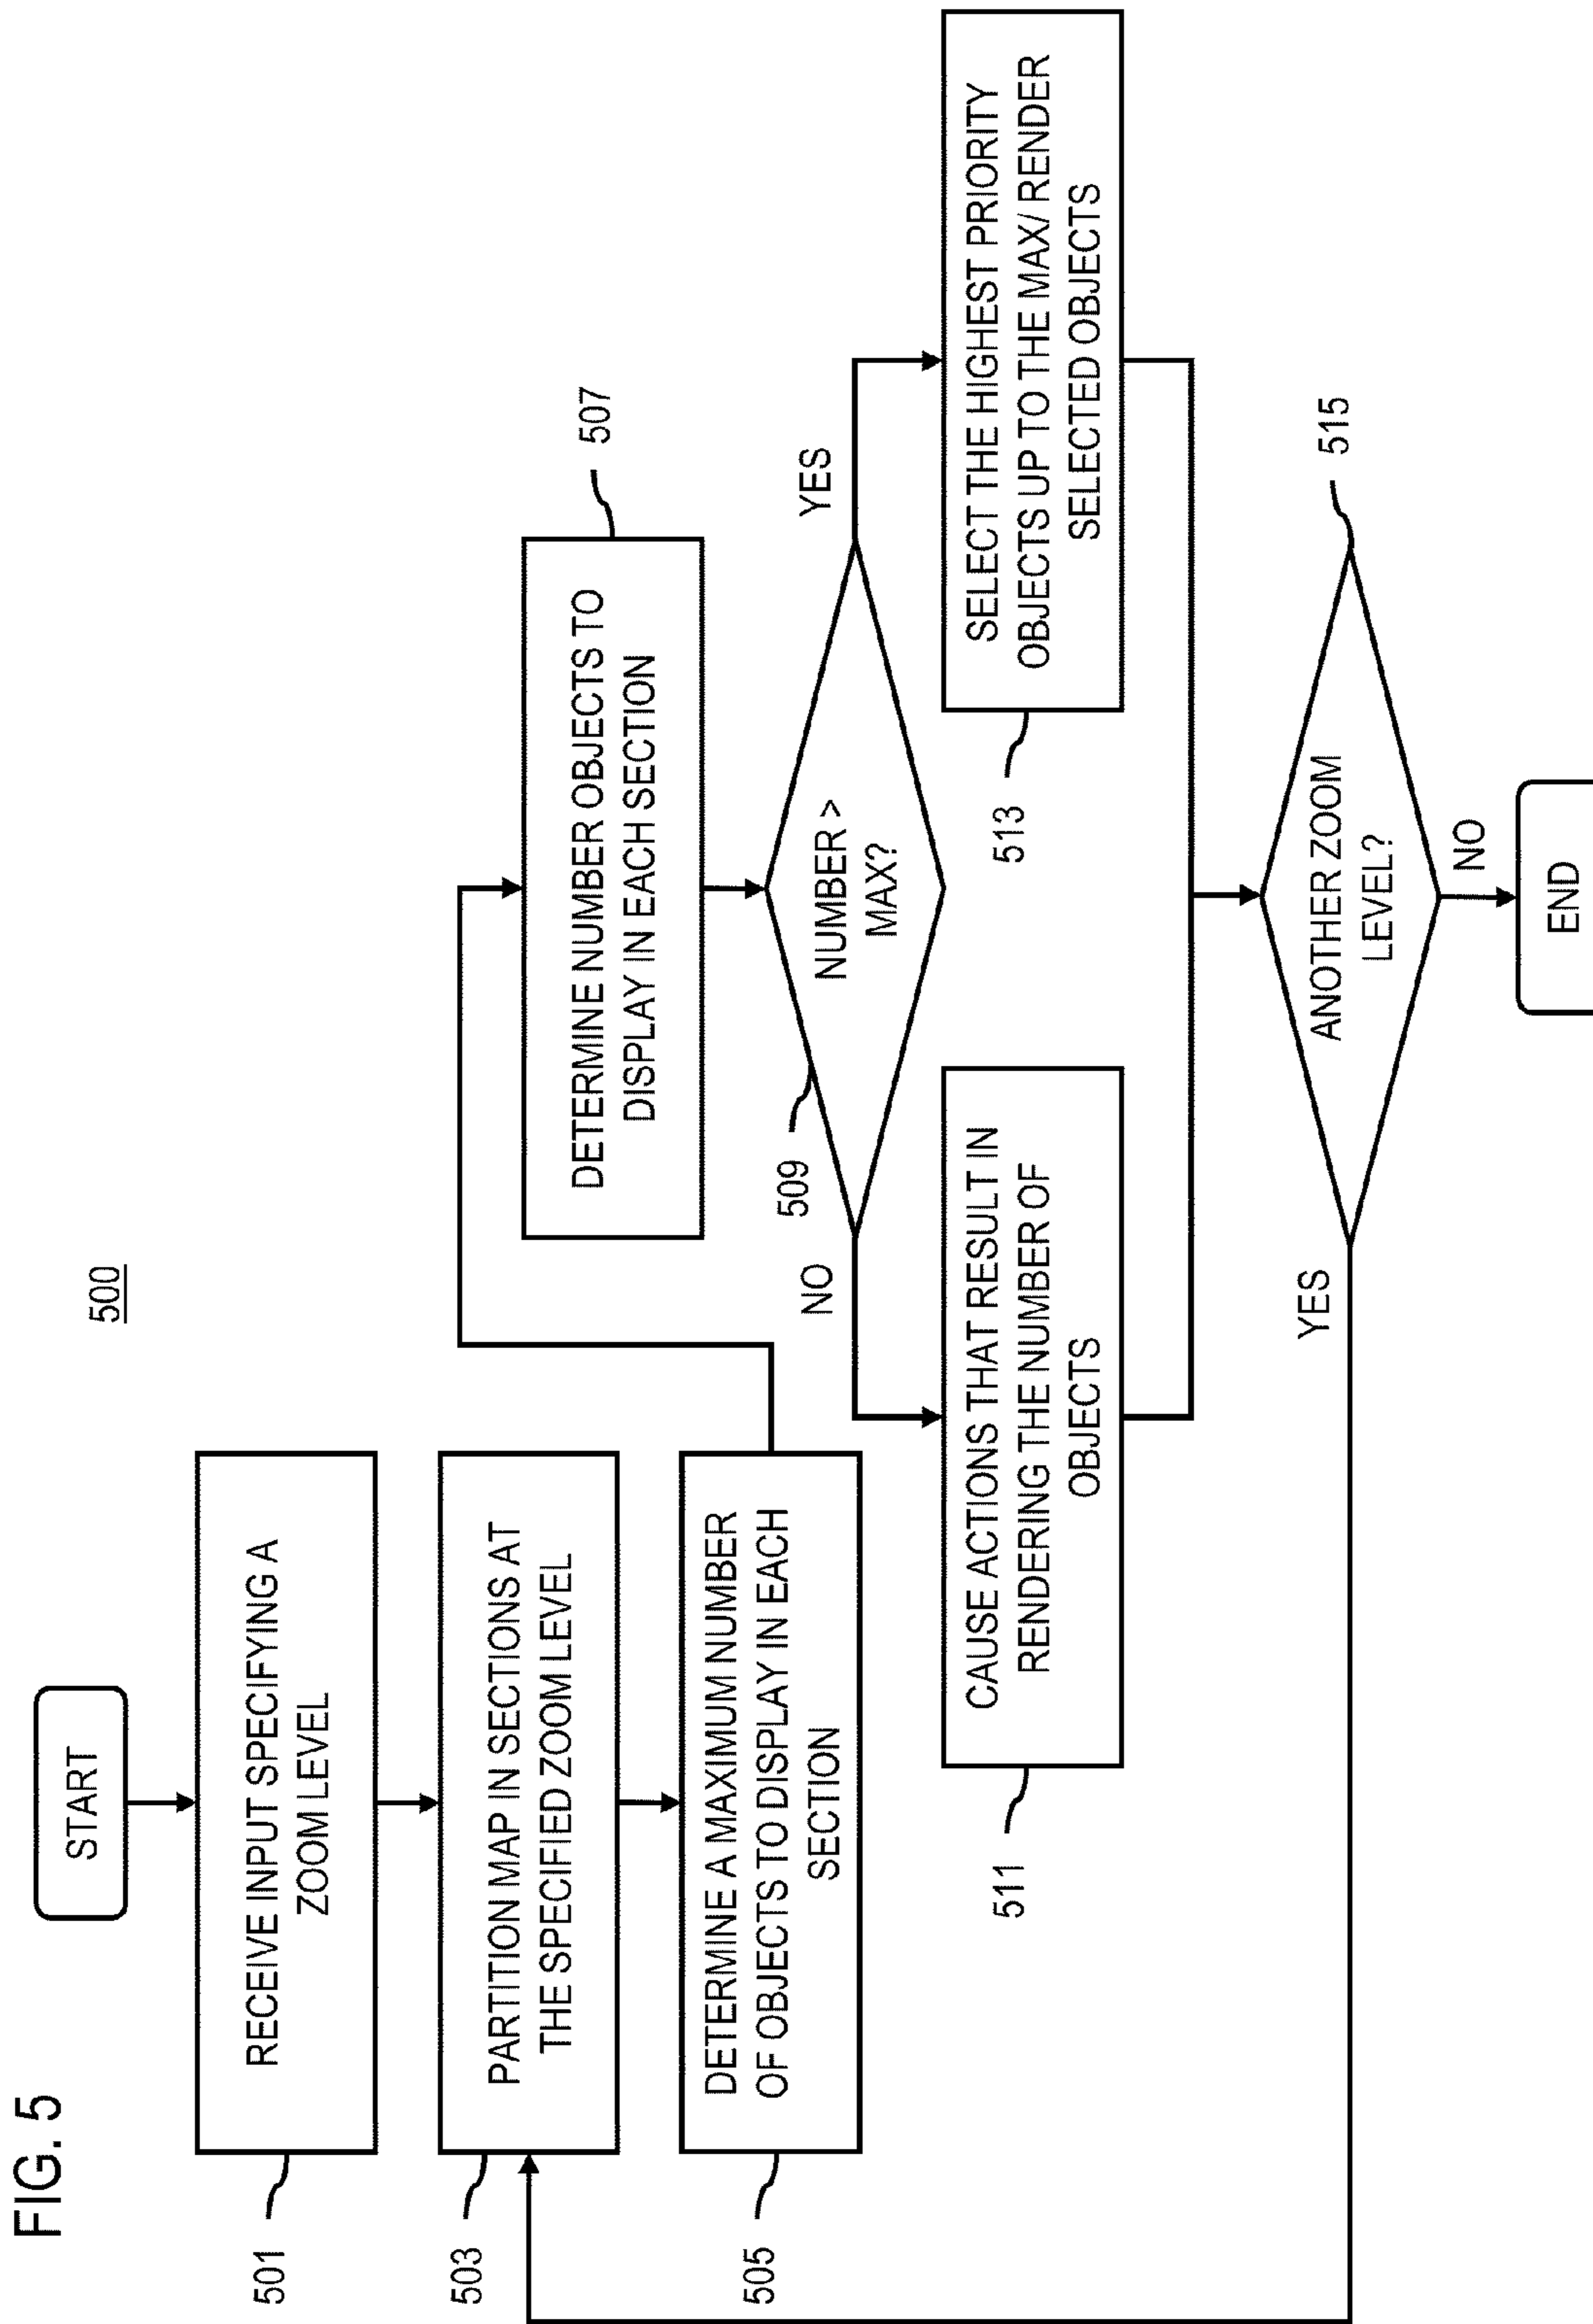 FIG. 5
500
START
RECEIVE INPUT SPECIFYING A
ZOOM LEVEL
501
PARTITION MAP IN SECTIONS AT
THE SPECIFIED ZOOM LEVEL
503
DETERMINE A MAXIMUM NUMBER
OF OBJECTS TO DISPLAY IN EACH
SECTION
505
DETERMINE NUMBER OBJECTS TO
DISPLAY IN EACH SECTION
507
NUMBER >
MAX?
509
NO
YES
CAUSE ACTIONS THAT RESULT IN
RENDERING THE NUMBER OF
OBJECTS
511
SELECT THE HIGHEST PRIORITY
OBJECTS UP TO THE MAX/ RENDER
SELECTED OBJECTS
513
ANOTHER ZOOM
LEVEL?
515
YES
NO
END